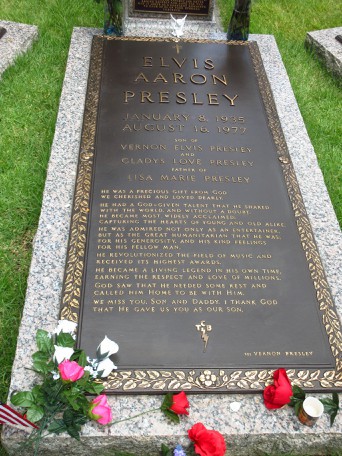 ELVIS
AARON
PRESLEY
JANUARY 8, 1935
AUGUST 16, 1977
SON OF
VERNON ELVIS PRESLEY
AND
GLADYS LOVE PRESLEY
FATHER OF
LISA MARIE PRESLEY
HE WAS A PRECIOUS GIFT FROM GOD
WE CHERISHED AND LOVED DEARLY.
HE HAD A GOD-GIVEN TALENT THAT HE SHARED
WITH THE WORLD, AND WITHOUT A DOUBT,
HE BECAME MOST WIDELY ACCLAIMED;
CAPTURING THE HEARTS OF YOUNG AND OLD ALIKE.
HE WAS ADMIRED NOT ONLY AS AN ENTERTAINER,
BUT AS THE GREAT HUMANITARIAN THAT HE WAS;
FOR HIS GENEROSITY, AND HIS KIND FEELINGS
FOR HIS FELLOW MAN.
HE REVOLUTIONIZED THE FIELD OF MUSIC AND
RECEIVED ITS HIGHEST AWARDS.
HE BECAME A LIVING LEGEND IN HIS OWN TIME,
EARNING THE RESPECT AND LOVE OF MILLIONS.
GOD SAW THAT HE NEEDED SOME REST AND
CALLED HIM HOME TO BE WITH HIM.
WE MISS YOU, SON AND DADDY. I THANK GOD
THAT HE GAVE US YOU AS OUR SON.
TCB
BY: VERNON PRESLEY